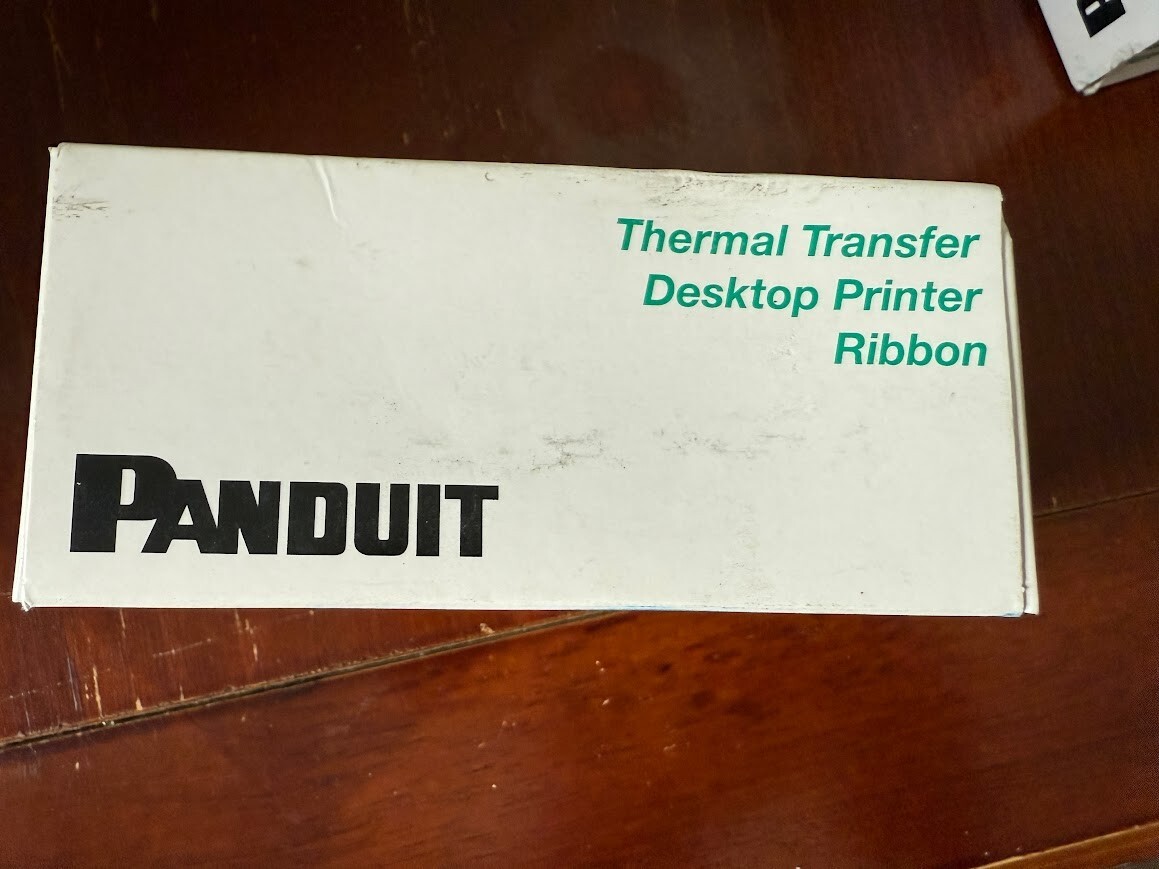 Thermal Transfer
Desktop Printer
Ribbon
PANDUIT